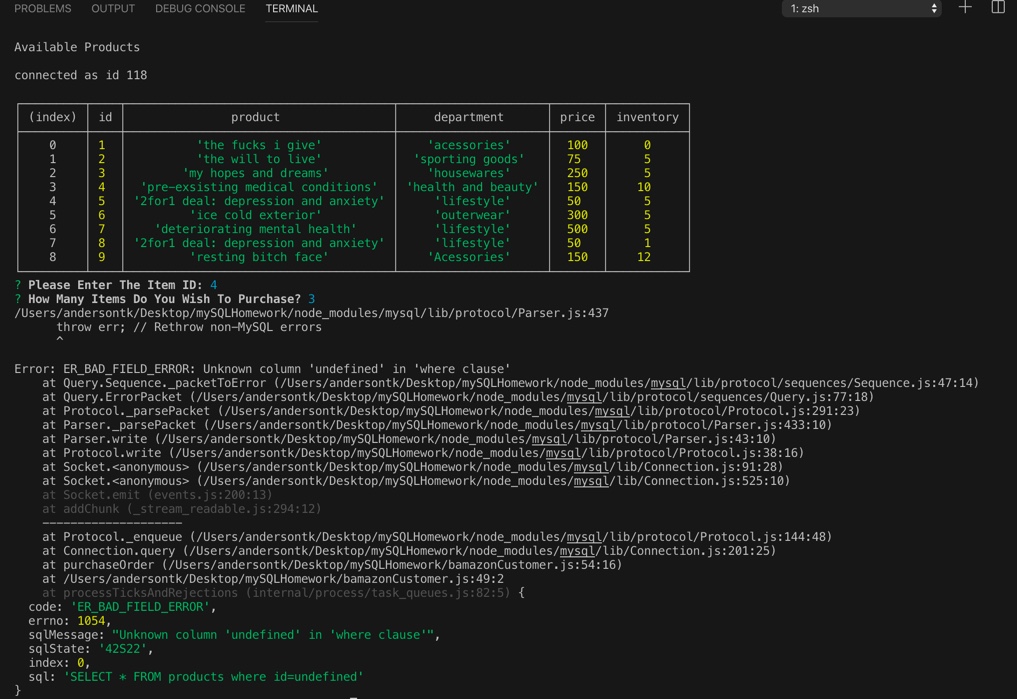 PROBLEMS OUTPUT DEBUG CONSOLE TERMINAL 1: zsh
Available Products
connected as id 118
(index) id product department price inventory
0 1 'the fucks i give' 'acessories' 100 0
1 2 'the will to live' 'sporting goods' 75 5
2 3 'my hopes and dreams' 'housewares' 250 5
3 4 'pre-exsisting medical conditions' 'health and beauty' 150 10
4 5 '2for1 deal: depression and anxiety' 'lifestyle' 50 5
5 6 'ice cold exterior' 'outerwear' 300 5
6 7 'deteriorating mental health' 'lifestyle' 500 5
7 8 '2for1 deal: depression and anxiety' 'lifestyle' 50 1
8 9 'resting bitch face' 'Acessories' 150 12
? Please Enter The Item ID: 4
? How Many Items Do You Wish To Purchase? 3
/Users/andersontk/Desktop/mySQLHomework/node_modules/mysql/lib/protocol/Parser.js:437
throw err; // Rethrow non-MySQL errors
^
Error: ER_BAD_FIELD_ERROR: Unknown column 'undefined' in 'where clause'
at Query.Sequence._packetToError (/Users/andersontk/Desktop/mySQLHomework/node_modules/mysql/lib/protocol/sequences/Sequence.js:47:14)
at Query.ErrorPacket (/Users/andersontk/Desktop/mySQLHomework/node_modules/mysql/lib/protocol/sequences/Query.js:77:18)
at Protocol._parsePacket (/Users/andersontk/Desktop/mySQLHomework/node_modules/mysql/lib/protocol/Protocol.js:291:23)
at Parser._parsePacket (/Users/andersontk/Desktop/mySQLHomework/node_modules/mysql/lib/protocol/Parser.js:433:10)
at Parser.write (/Users/andersontk/Desktop/mySQLHomework/node_modules/mysql/lib/protocol/Parser.js:43:10)
at Protocol.write (/Users/andersontk/Desktop/mySQLHomework/node_modules/mysql/lib/protocol/Protocol.js:38:16)
at Socket.<anonymous> (/Users/andersontk/Desktop/mySQLHomework/node_modules/mysql/lib/Connection.js:91:28)
at Socket.<anonymous> (/Users/andersontk/Desktop/mySQLHomework/node_modules/mysql/lib/Connection.js:525:10)
at Socket.emit (events.js:200:13)
at addChunk (_stream_readable.js:294:12)
--------------------
at Protocol._enqueue (/Users/andersontk/Desktop/mySQLHomework/node_modules/mysql/lib/protocol/Protocol.js:144:48)
at Connection.query (/Users/andersontk/Desktop/mySQLHomework/node_modules/mysql/lib/Connection.js:201:25)
at purchaseOrder (/Users/andersontk/Desktop/mySQLHomework/bamazonCustomer.js:54:16)
at /Users/andersontk/Desktop/mySQLHomework/bamazonCustomer.js:49:2
at processTicksAndRejections (internal/process/task_queues.js:82:5) {
code: 'ER_BAD_FIELD_ERROR',
errno: 1054,
sqlMessage: "Unknown column 'undefined' in 'where clause'",
sqlState: '42S22',
index: 0,
sql: 'SELECT * FROM products where id=undefined'
}